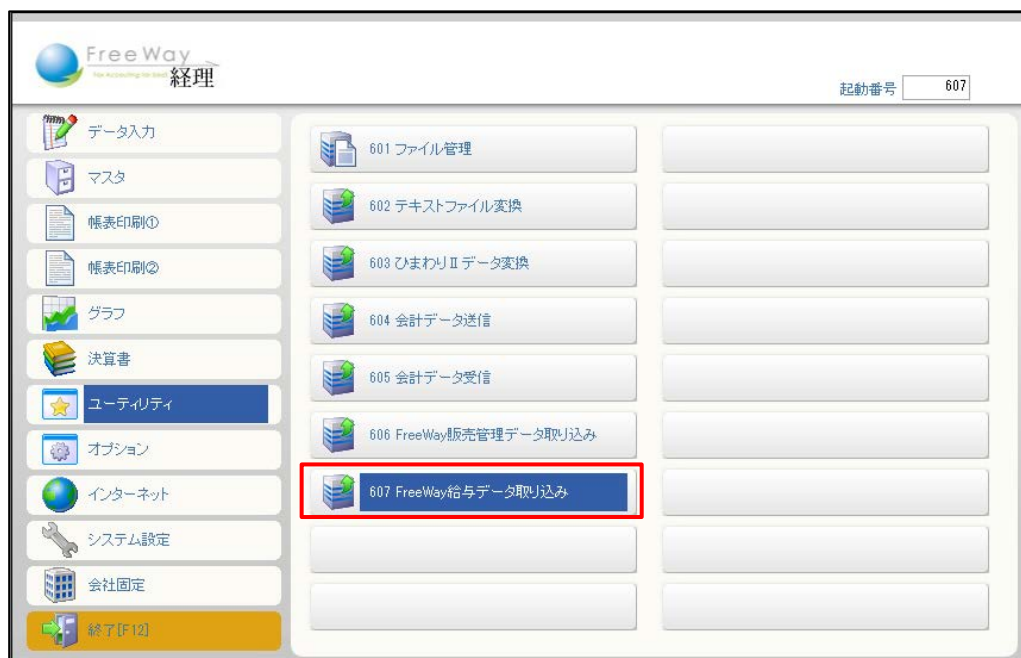 FreeWay
経理
起動番号 607
データ入力
マスタ
帳表印刷①
帳表印刷②
グラフ
決算書
ユーティリティ
オプション
インターネット
システム設定
会社固定
終了[F12]
601 ファイル管理
602 テキストファイル変換
603 ひまわりⅡデータ変換
604 会計データ送信
605 会計データ受信
606 FreeWay販売管理データ取り込み
607 FreeWay給与データ取り込み